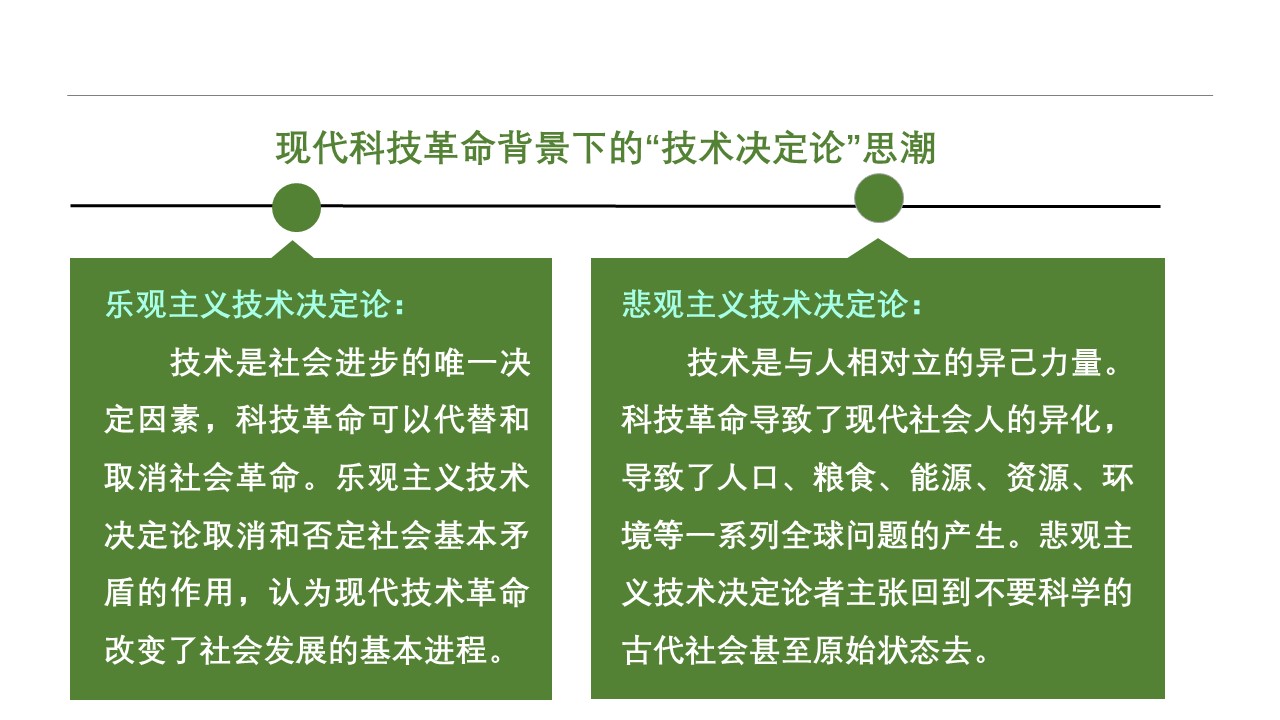 现代科技革命背景下的“技术决定论”思潮
乐观主义技术决定论：
技术是社会进步的唯一决
定因素，科技革命可以代替和
取消社会革命。乐观主义技术
决定论取消和否定社会基本矛
盾的作用，认为现代技术革命
改变了社会发展的基本进程。
悲观主义技术决定论：
技术是与人相对立的异己力量。
科技革命导致了现代社会人的异化，
导致了人口、粮食、能源、资源、环
境等一系列全球问题的产生。悲观主
义技术决定论者主张回到不要科学的
古代社会甚至原始状态去。